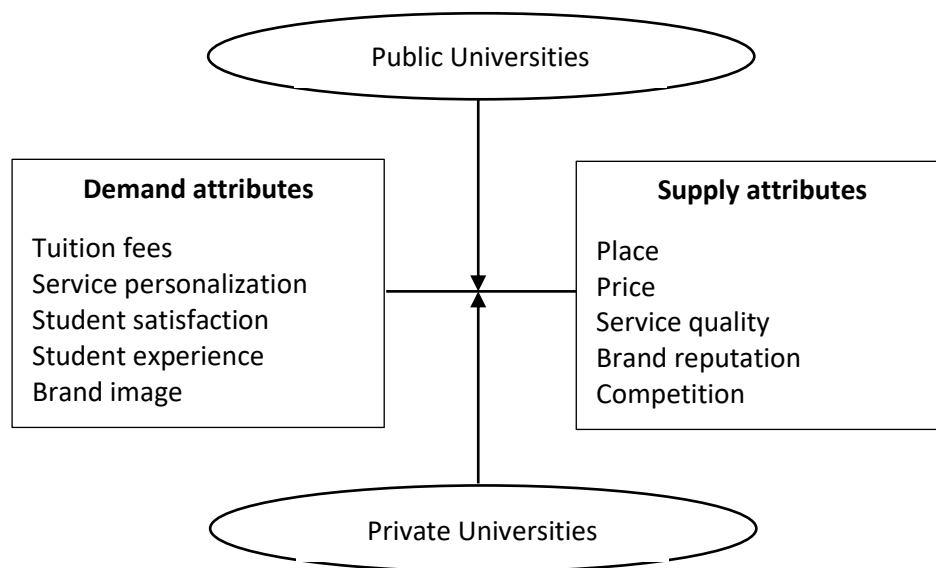 Public Universities
Demand attributes
Tuition fees
Service personalization
Student satisfaction
Student experience
Brand image
Supply attributes
Place
Price
Service quality
Brand reputation
Competition
Private Universities